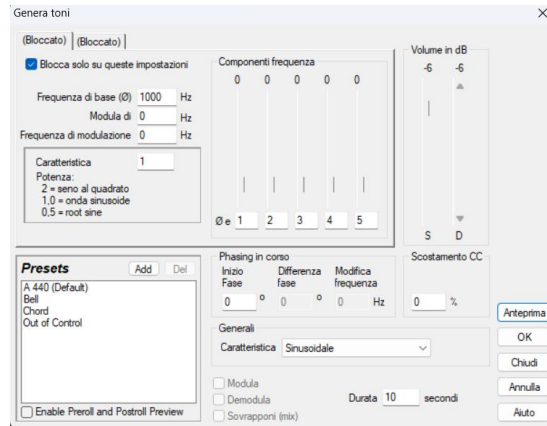 Genera toni
(Bloccato) (Bloccato)
Blocca solo su queste impostazioni
Frequenza di base (Ø) 1000 Hz
Modula di 0 Hz
Frequenza di modulazione 0 Hz
Caratteristica 1
Potenza:
2 = seno al quadrato
1,0 = onda sinusoide
0,5 = root sine
Componenti frequenza
0 0 0 0 0
Ø e 1 2 3 4 5
Volume in dB
-6 -6
S D
Presets Add Del
A 440 (Default)
Bell
Chord
Out of Control
Enable Preroll and Postroll Preview
Phasing in corso
Inizio Fase
Differenza fase
Modifica frequenza
0 ° 0 ° 0 Hz
Scostamento CC
0 %
Generali
Caratteristica Sinusoidale
Modula
Demodula
Sovrapponi (mix)
Durata 10 secondi
Anteprima
OK
Chiudi
Annulla
Aiuto